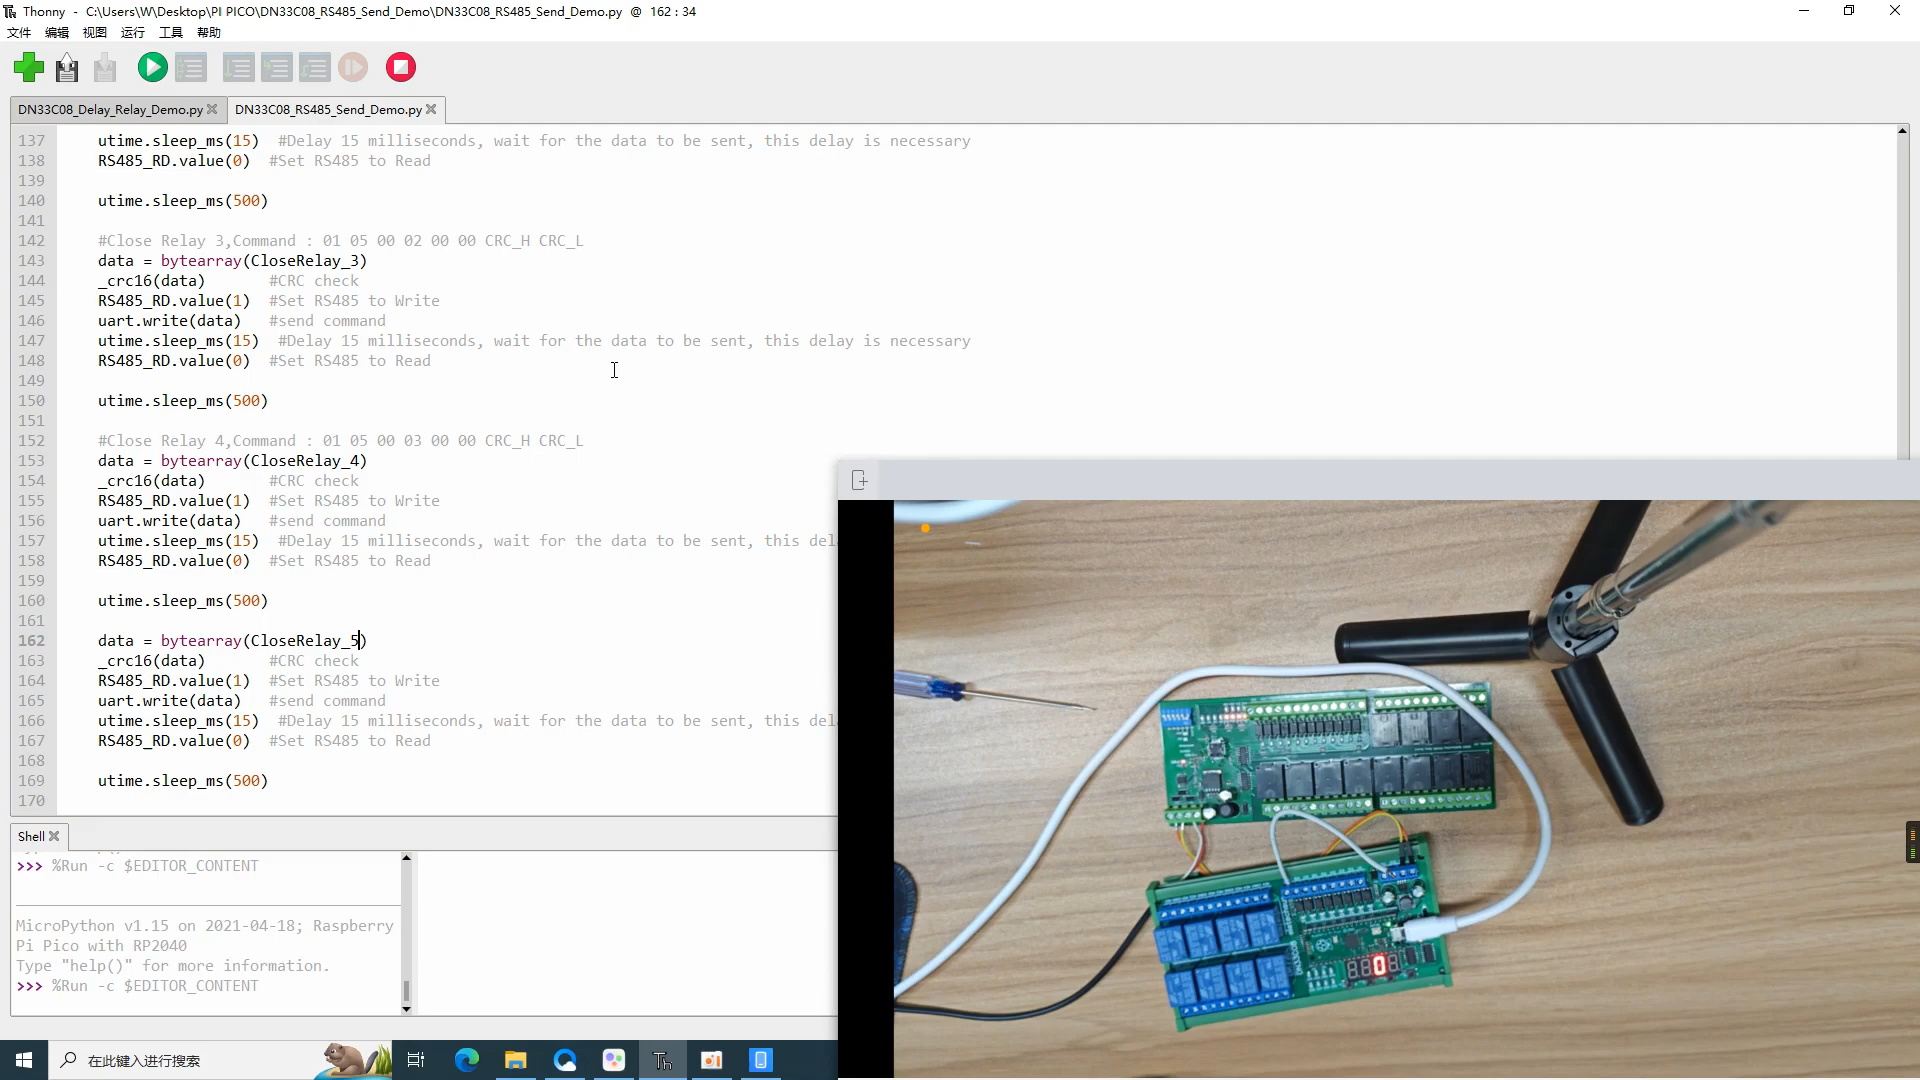 Thonny - C:\Users\W\Desktop\PI PICO\DN33C08_RS485_Send_Demo\DN33C08_RS485_Send_Demo.py @ 162 : 34
文件 编辑 视图 运行 工具 帮助
DN33C08_Delay_Relay_Demo.py
DN33C08_RS485_Send_Demo.py
137 utime.sleep_ms(15) #Delay 15 milliseconds, wait for the data to be sent, this delay is necessary
138 RS485_RD.value(0) #Set RS485 to Read
139
140 utime.sleep_ms(500)
141
142 #Close Relay 3,Command : 01 05 00 02 00 00 CRC_H CRC_L
143 data = bytearray(CloseRelay_3)
144 _crc16(data) #CRC check
145 RS485_RD.value(1) #Set RS485 to Write
146 uart.write(data) #send command
147 utime.sleep_ms(15) #Delay 15 milliseconds, wait for the data to be sent, this delay is necessary
148 RS485_RD.value(0) #Set RS485 to Read
149
150 utime.sleep_ms(500)
151
152 #Close Relay 4,Command : 01 05 00 03 00 00 CRC_H CRC_L
153 data = bytearray(CloseRelay_4)
154 _crc16(data) #CRC check
155 RS485_RD.value(1) #Set RS485 to Write
156 uart.write(data) #send command
157 utime.sleep_ms(15) #Delay 15 milliseconds, wait for the data to be sent, this del
158 RS485_RD.value(0) #Set RS485 to Read
159
160 utime.sleep_ms(500)
161
162 data = bytearray(CloseRelay_5)
163 _crc16(data) #CRC check
164 RS485_RD.value(1) #Set RS485 to Write
165 uart.write(data) #send command
166 utime.sleep_ms(15) #Delay 15 milliseconds, wait for the data to be sent, this del
167 RS485_RD.value(0) #Set RS485 to Read
168
169 utime.sleep_ms(500)
170
Shell
>>> %Run -c $EDITOR_CONTENT
MicroPython v1.15 on 2021-04-18; Raspberry
Pi Pico with RP2040
Type "help()" for more information.
>>> %Run -c $EDITOR_CONTENT
DN33C08
0
在此键入进行搜索